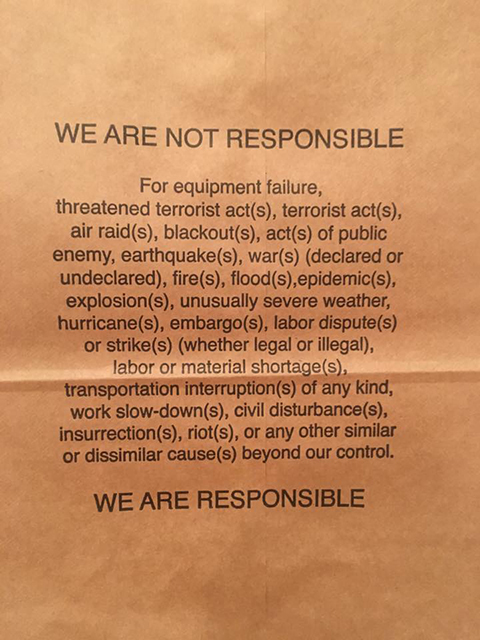 WE ARE NOT RESPONSIBLE
For equipment failure,
threatened terrorist act(s), terrorist act(s),
air raid(s), blackout(s), act(s) of public
enemy, earthquake(s), war(s) (declared or
undeclared), fire(s), flood(s),epidemic(s),
explosion(s), unusually severe weather,
hurricane(s), embargo(s), labor dispute(s)
or strike(s) (whether legal or illegal),
labor or material shortage(s),
transportation interruption(s) of any kind,
work slow-down(s), civil disturbance(s),
insurrection(s), riot(s), or any other similar
or dissimilar cause(s) beyond our control.
WE ARE RESPONSIBLE